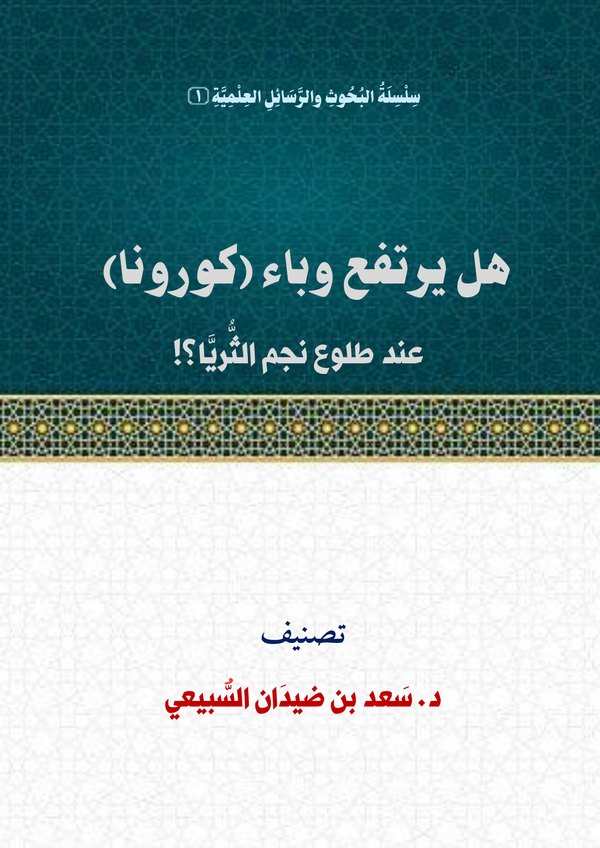 سِلْسِلَةُ البُحُوثِ والرَّسَائِلِ العِلْمِيَّةِ [١]
هل يرتفع وباء (كورونا)
عند طلوع نجم الثُّريَّا؟!
تصنيف
د. سَعد بن ضيدَان السُّبيعي